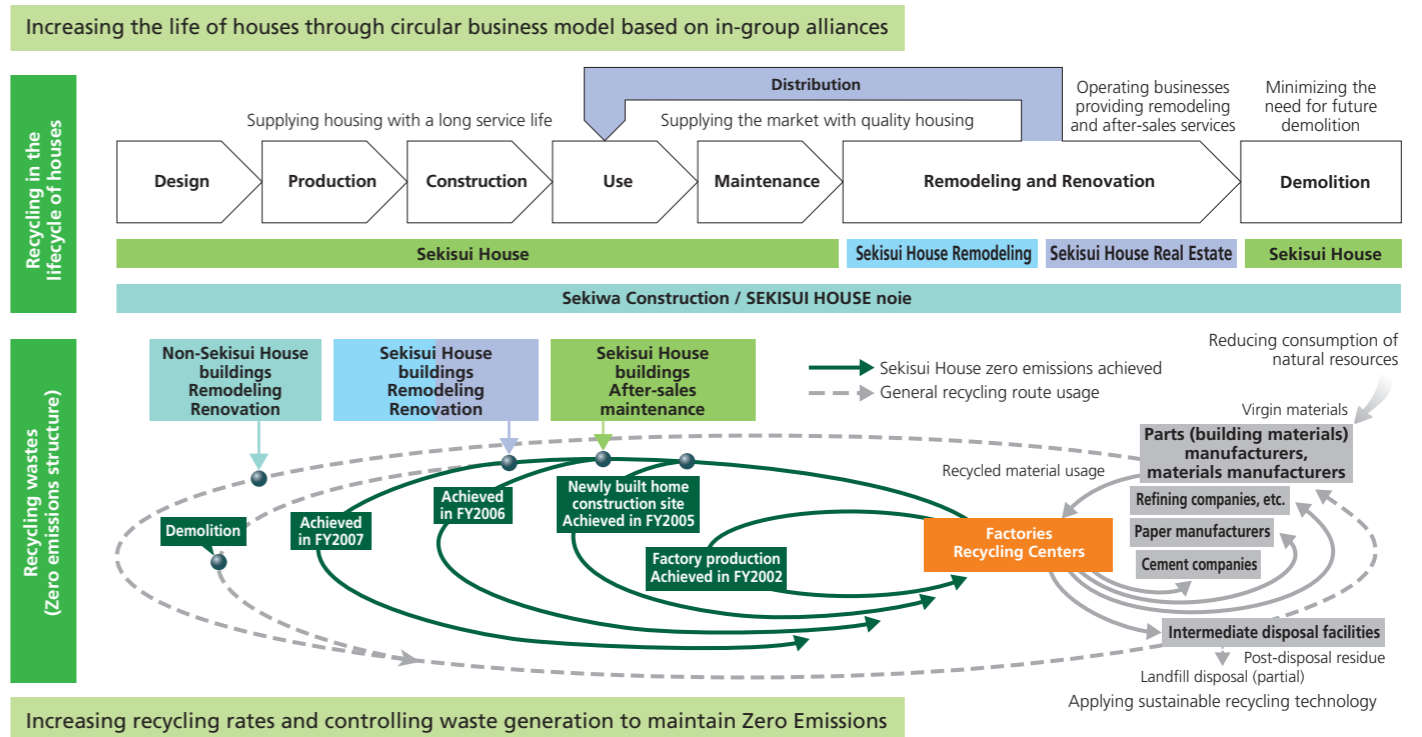 Increasing the life of houses through circular business model based on in-group alliances
Recycling in the
lifecycle of houses
Distribution
Supplying housing with a long service life
Supplying the market with quality housing
Operating businesses
providing remodeling
and after-sales services
Minimizing the
need for future
demolition
Design
Production
Construction
Use
Maintenance
Remodeling and Renovation
Demolition
Sekisui House
Sekisui House Remodeling
Sekisui House Real Estate
Sekisui House
Sekiwa Construction / SEKISUI HOUSE noie
Recycling wastes
(Zero emissions structure)
Non-Sekisui House
buildings
Remodeling
Renovation
Sekisui House
buildings
Remodeling
Renovation
Sekisui House
buildings
After-sales
maintenance
Sekisui House zero emissions achieved
General recycling route usage
Reducing consumption of
natural resources
Virgin materials
Parts (building materials)
manufacturers,
materials manufacturers
Recycled material usage
Refining companies, etc.
Paper manufacturers
Cement companies
Demolition
Achieved
in FY2007
Achieved
in FY2006
Newly built home
construction site
Achieved in FY2005
Factory production
Achieved in FY2002
Factories
Recycling Centers
Intermediate disposal facilities
Post-disposal residue
Landfill disposal (partial)
Applying sustainable recycling technology
Increasing recycling rates and controlling waste generation to maintain Zero Emissions